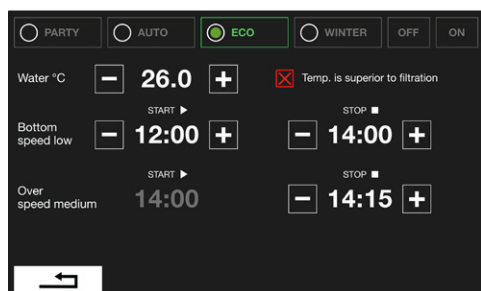 PARTY AUTO ECO WINTER OFF ON
Water °C 26.0 Temp. is superior to filtration
START STOP
Bottom
speed low 12:00 14:00
START STOP
Over
speed medium 14:00 14:15